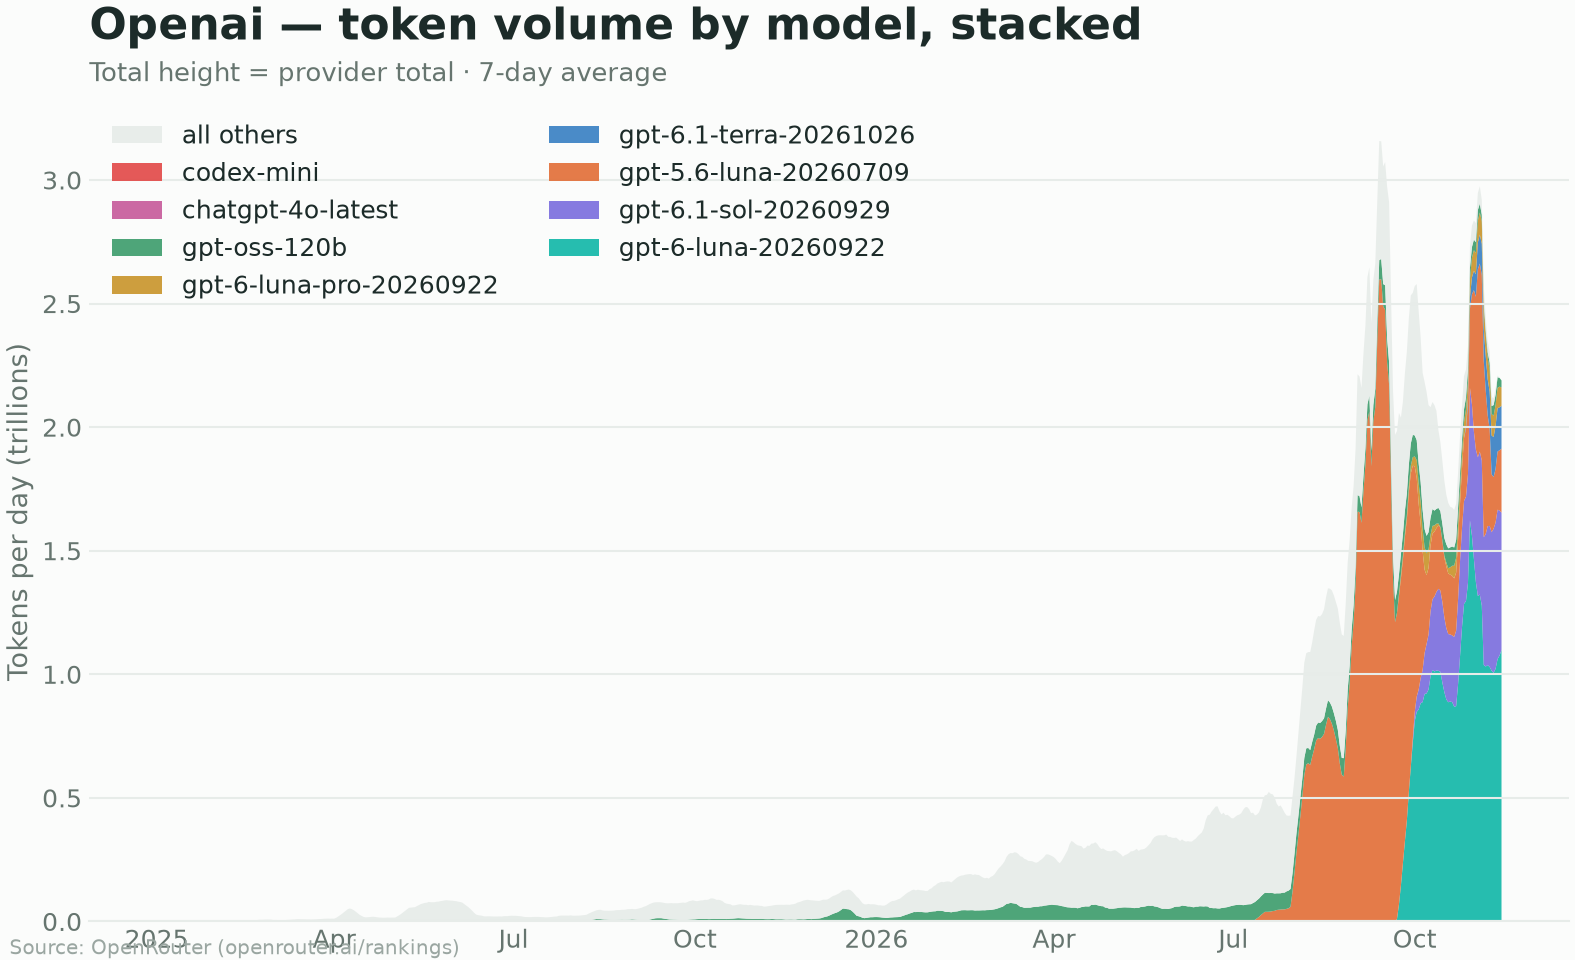 Openai — token volume by model, stacked
Total height = provider total · 7-day average
all others
codex-mini
chatgpt-4o-latest
gpt-oss-120b
gpt-6-luna-pro-20260922
gpt-6.1-terra-20261026
gpt-5.6-luna-20260709
gpt-6.1-sol-20260929
gpt-6-luna-20260922
Tokens per day (trillions)
3.0
2.5
2.0
1.5
1.0
0.5
0.0
2025 Apr Jul Oct 2026 Apr Jul Oct
Source: OpenRouter (openrouter.ai/rankings)